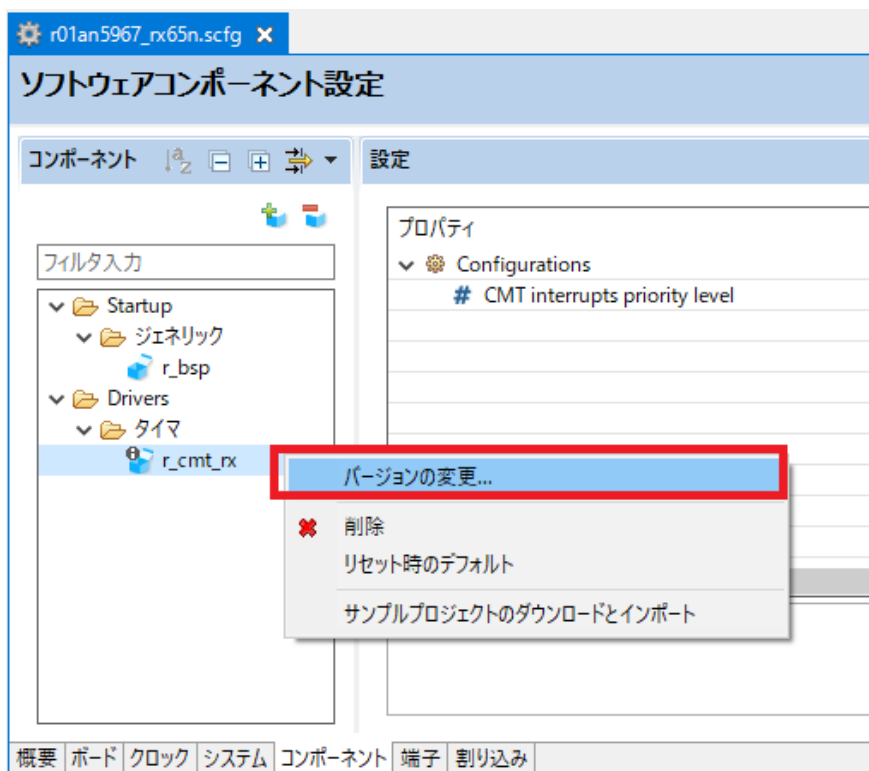 r01an5967_rx65n.scfg
ソフトウェアコンポーネント設定
コンポーネント
設定
フィルタ入力
Startup
ジェネリック
r_bsp
Drivers
タイマ
r_cmt_rx
プロパティ
Configurations
# CMT interrupts priority level
バージョンの変更...
削除
リセット時のデフォルト
サンプルプロジェクトのダウンロードとインポート
概要 ボード クロック システム コンポーネント 端子 割り込み